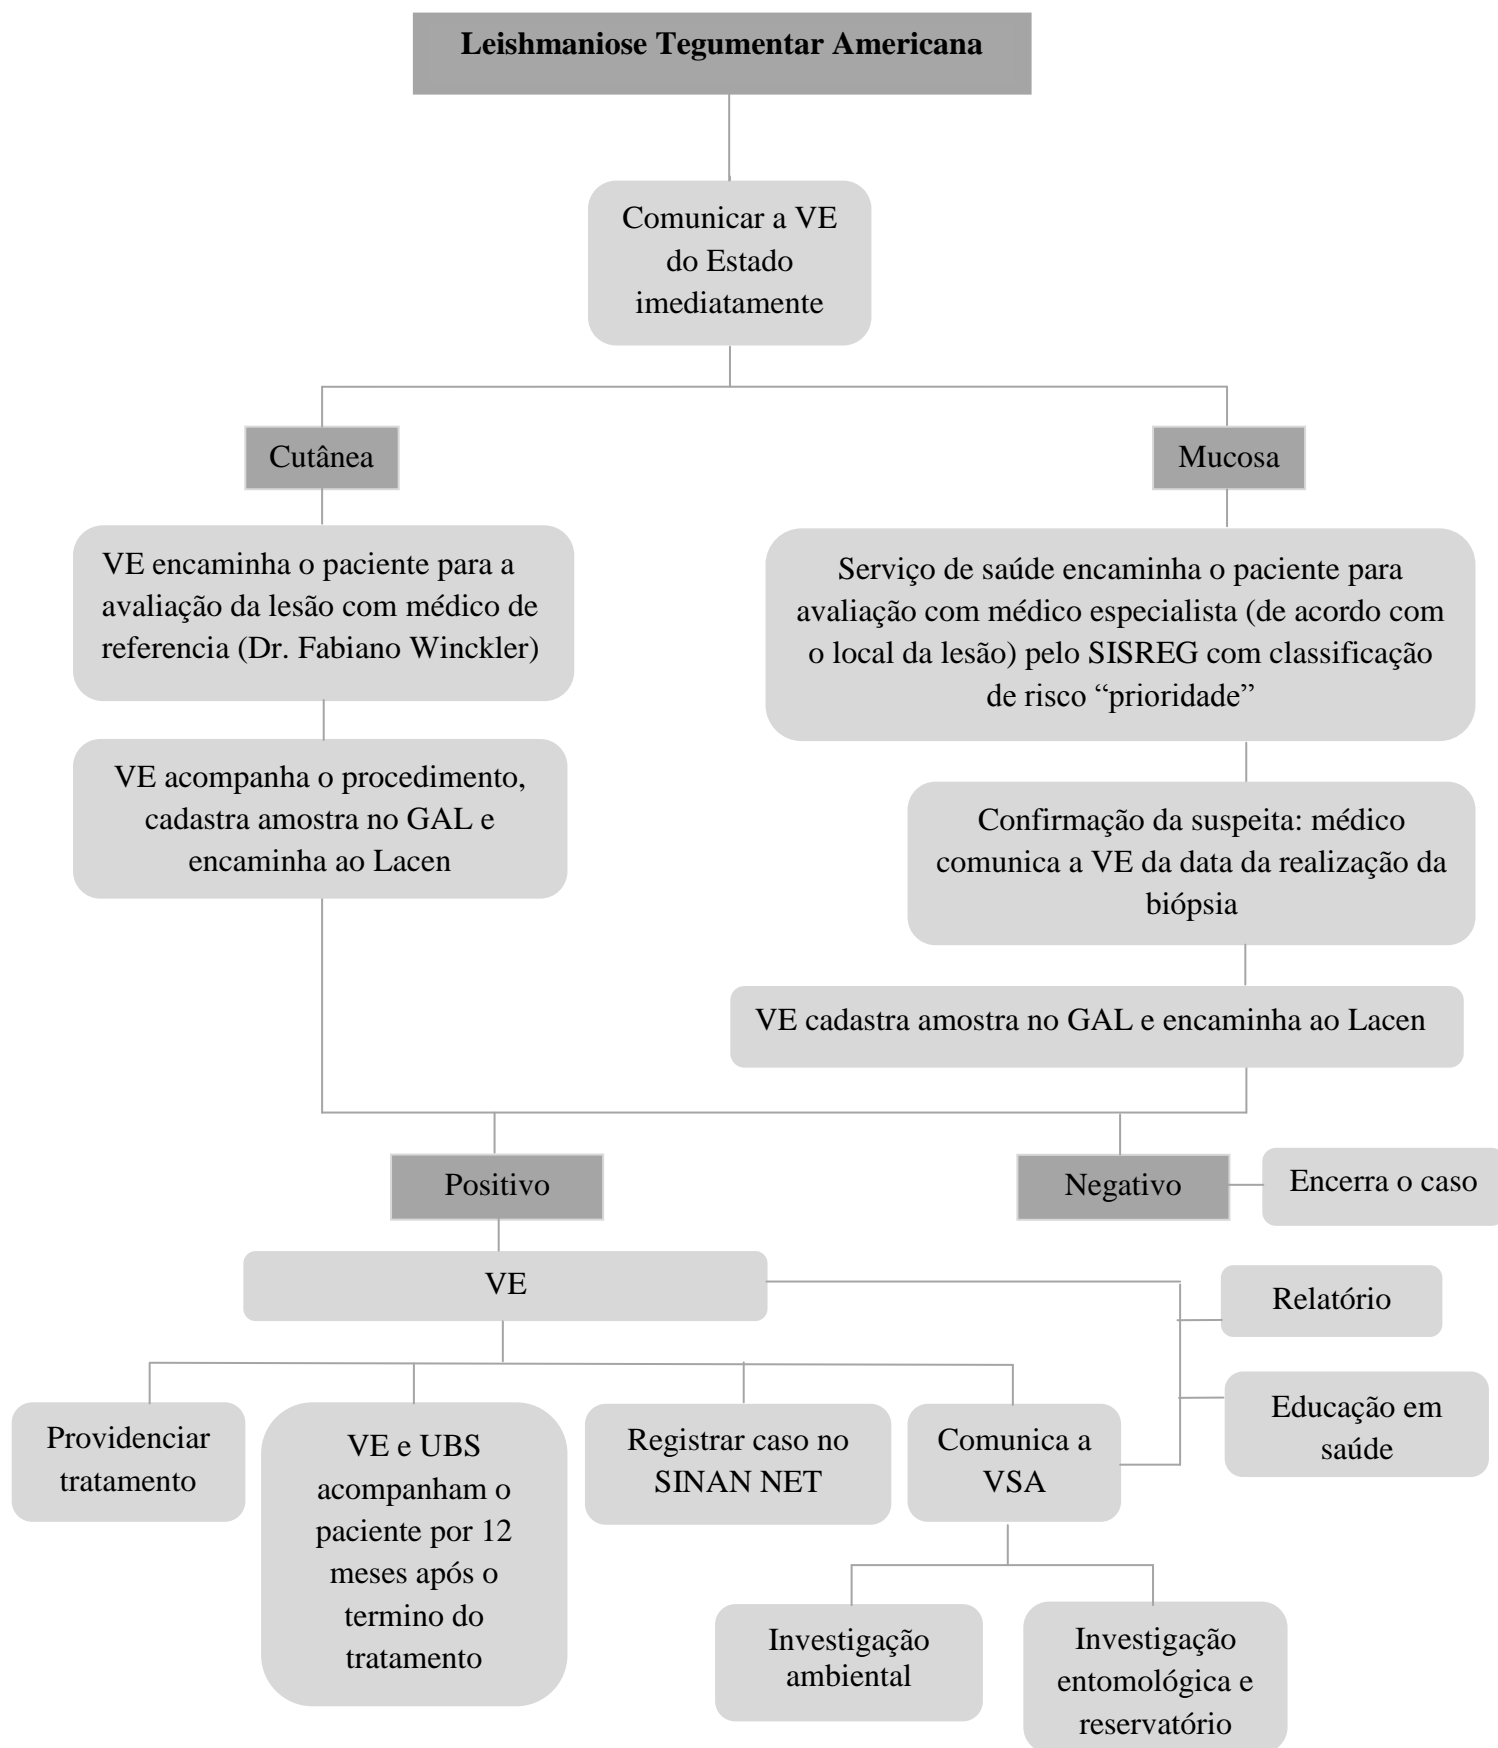 Leishmaniose Tegumentar Americana
Comunicar a VE
do Estado
imediatamente
Cutânea
Mucosa
VE encaminha o paciente para a
avaliação da lesão com médico de
referencia (Dr. Fabiano Winckler)
Serviço de saúde encaminha o paciente para
avaliação com médico especialista (de acordo com
o local da lesão) pelo SISREG com classificação
de risco “prioridade”
VE acompanha o procedimento,
cadastra amostra no GAL e
encaminha ao Lacen
Confirmação da suspeita: médico
comunica a VE da data da realização da
biópsia
VE cadastra amostra no GAL e encaminha ao Lacen
Positivo
Negativo
Encerra o caso
VE
Relatório
Educação em
saúde
Providenciar
tratamento
VE e UBS
acompanham o
paciente por 12
meses após o
termino do
tratamento
Registrar caso no
SINAN NET
Comunica a
VSA
Investigação
ambiental
Investigação
entomológica e
reservatório